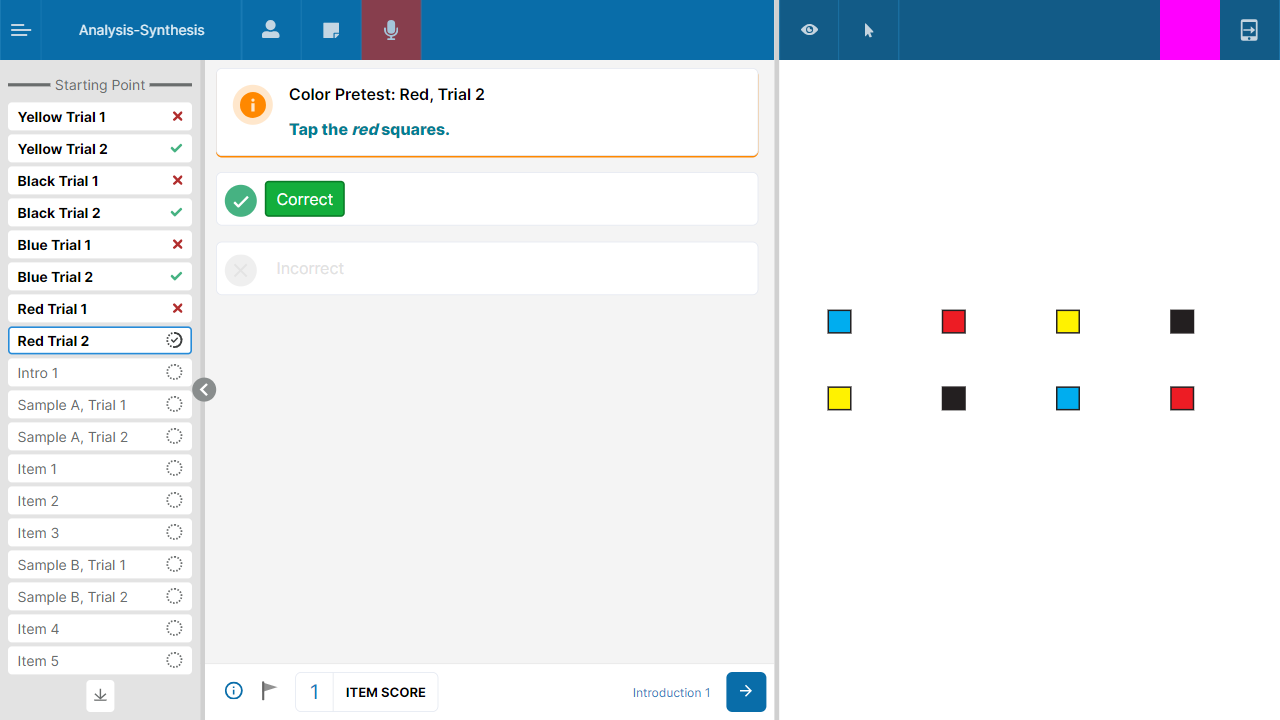 Analysis-Synthesis
Starting Point
Yellow Trial 1
Yellow Trial 2
Black Trial 1
Black Trial 2
Blue Trial 1
Blue Trial 2
Red Trial 1
Red Trial 2
Intro 1
Sample A, Trial 1
Sample A, Trial 2
Item 1
Item 2
Item 3
Sample B, Trial 1
Sample B, Trial 2
Item 4
Item 5
Color Pretest: Red, Trial 2
Tap the red squares.
Correct
Incorrect
1 ITEM SCORE
Introduction 1